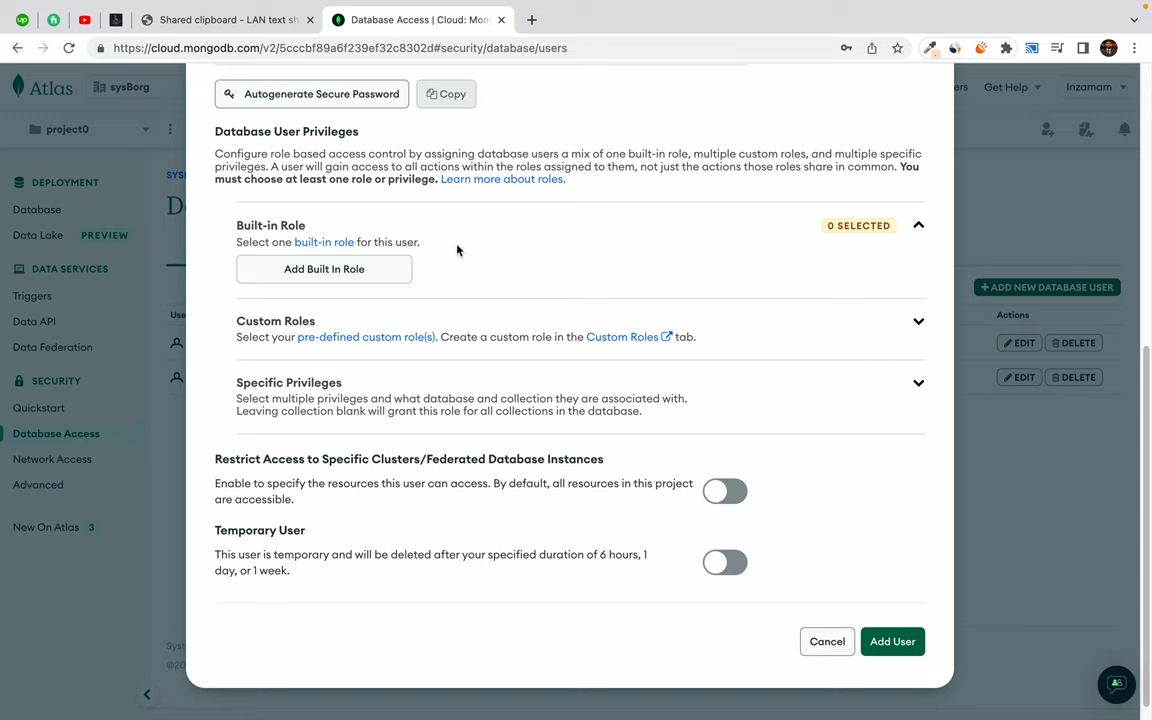 Shared clipboard - LAN text sh
Database Access | Cloud: Mon
https://cloud.mongodb.com/v2/5cccbf89a6f239ef32c8302d#security/database/users
Atlas
sysBorg
Get Help
Inzamam
project0
Autogenerate Secure Password
Copy
Database User Privileges
Configure role based access control by assigning database users a mix of one built-in role, multiple custom roles, and multiple specific
privileges. A user will gain access to all actions within the roles assigned to them, not just the actions those roles share in common. You
must choose at least one role or privilege. Learn more about roles.
DEPLOYMENT
Database
Data Lake PREVIEW
DATA SERVICES
Triggers
Data API
Data Federation
SECURITY
Quickstart
Database Access
Network Access
Advanced
New On Atlas 3
Built-in Role
0 SELECTED
Select one built-in role for this user.
Add Built In Role
Custom Roles
Select your pre-defined custom role(s). Create a custom role in the Custom Roles tab.
Specific Privileges
Select multiple privileges and what database and collection they are associated with.
Leaving collection blank will grant this role for all collections in the database.
+ ADD NEW DATABASE USER
Actions
EDIT DELETE
EDIT DELETE
Restrict Access to Specific Clusters/Federated Database Instances
Enable to specify the resources this user can access. By default, all resources in this project
are accessible.
Temporary User
This user is temporary and will be deleted after your specified duration of 6 hours, 1
day, or 1 week.
Cancel
Add User